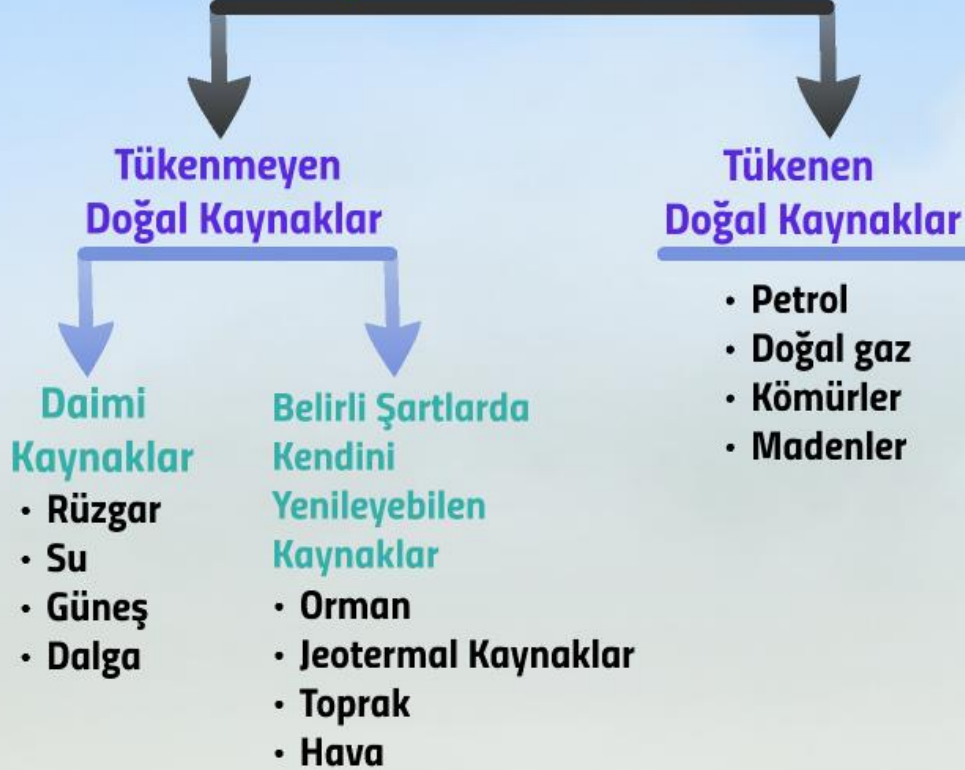 Tükenmeyen
Doğal Kaynaklar
Daimi
Kaynaklar
• Rüzgar
• Su
• Güneş
• Dalga
Belirli Şartlarda
Kendini
Yenileyebilen
Kaynaklar
• Orman
• Jeotermal Kaynaklar
• Toprak
• Hava
Tükenen
Doğal Kaynaklar
• Petrol
• Doğal gaz
• Kömürler
• Madenler